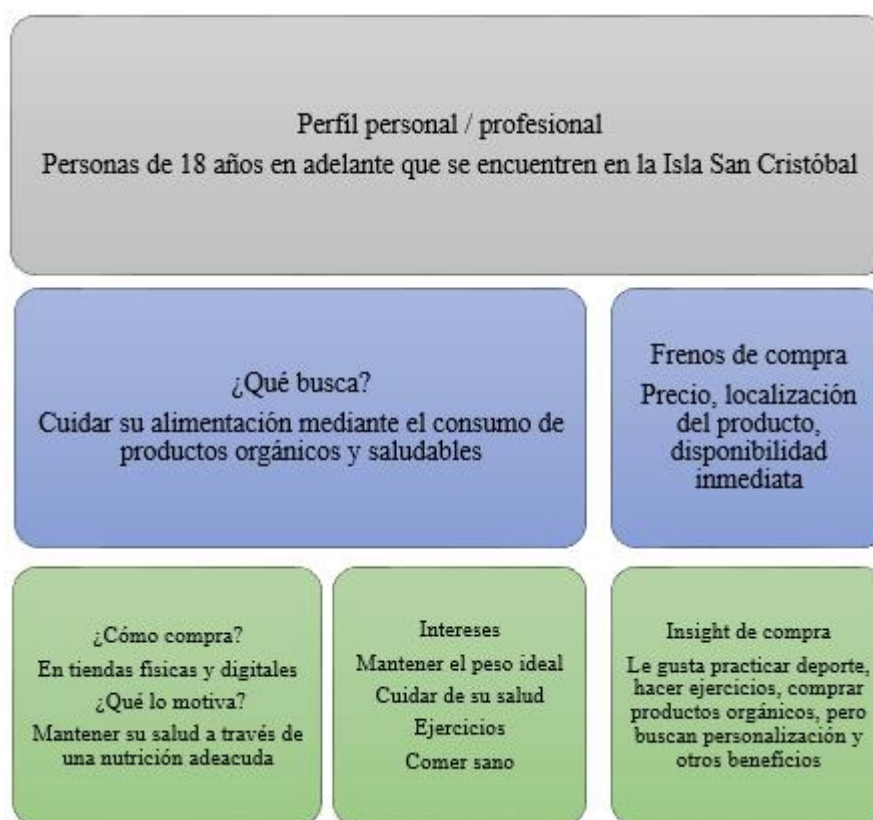 Perfil personal / profesional
Personas de 18 años en adelante que se encuentren en la Isla San Cristóbal
¿Qué busca?
Cuidar su alimentación mediante el consumo de
productos orgánicos y saludables
Frenos de compra
Precio, localización
del producto,
disponibilidad
inmediata
¿Cómo compra?
En tiendas físicas y digitales
¿Qué lo motiva?
Mantener su salud a través de
una nutrición adeacuda
Intereses
Mantener el peso ideal
Cuidar de su salud
Ejercicios
Comer sano
Insight de compra
Le gusta practicar deporte,
hacer ejercicios, comprar
productos orgánicos, pero
buscan personalización y
otros beneficios